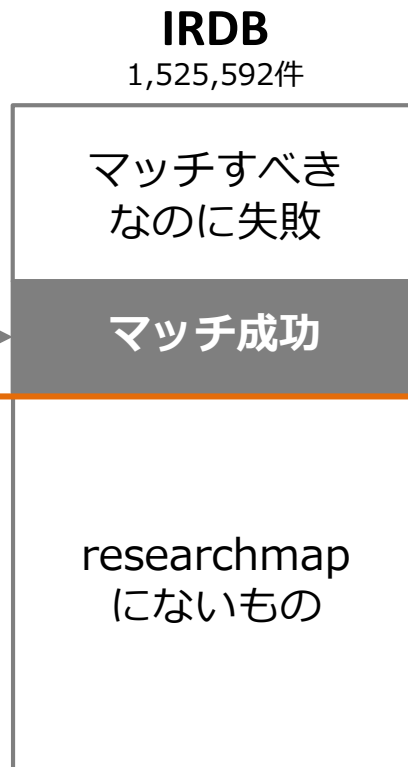 IRDB
1,525,592件
マッチすべき
なのに失敗
マッチ成功
researchmap
にないもの